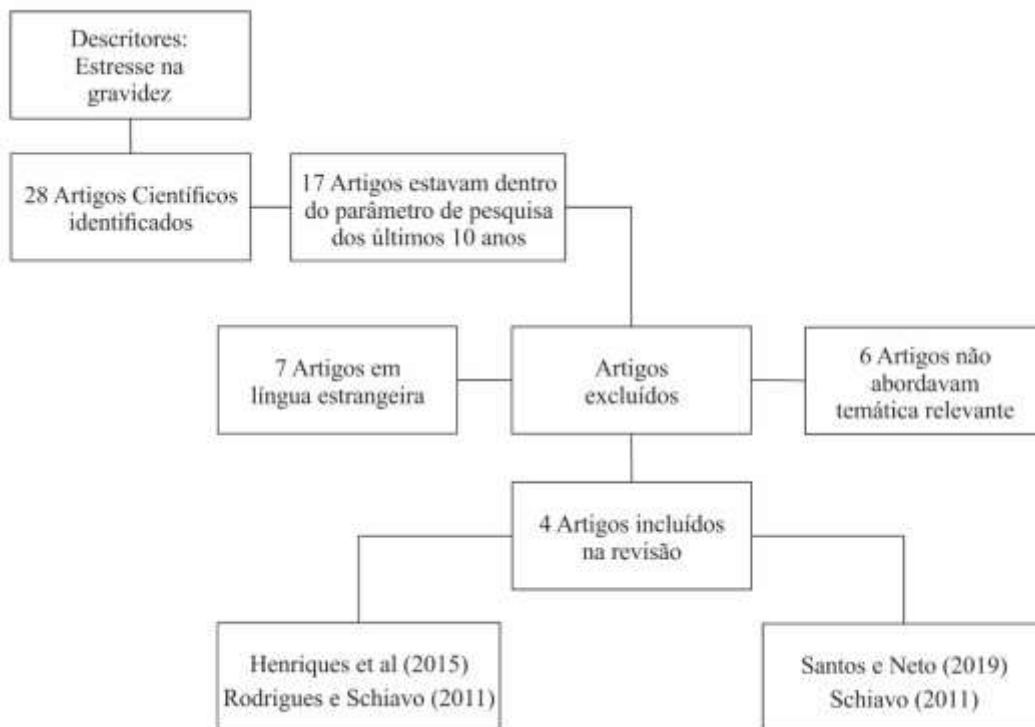 Descritores:
Estresse na
gravidez
28 Artigos Científicos
identificados
17 Artigos estavam dentro
do parâmetro de pesquisa
dos últimos 10 anos
7 Artigos em
língua estrangeira
Artigos
excluídos
6 Artigos não
abordavam
temática relevante
4 Artigos incluídos
na revisão
Henriques et al (2015)
Rodrigues e Schiavo (2011)
Santos e Neto (2019)
Schiavo (2011)